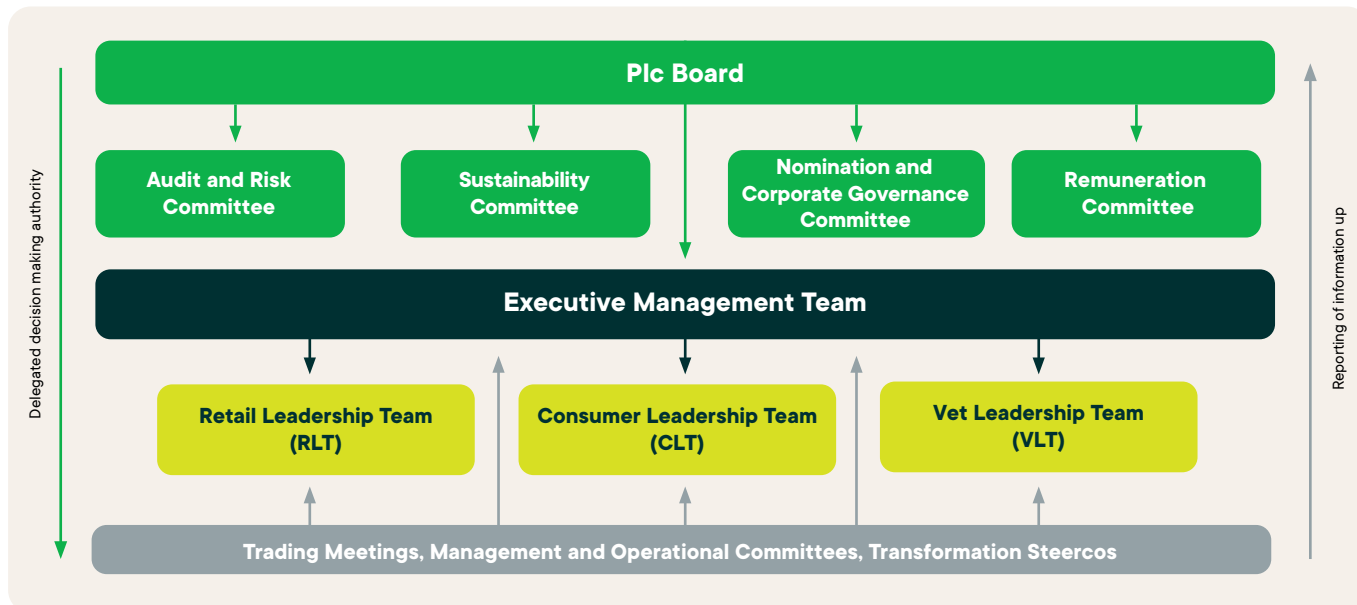 Plc Board
Delegated decision making authority
Reporting of information up
Audit and Risk
Committee
Sustainability
Committee
Nomination and
Corporate Governance
Committee
Remuneration
Committee
Executive Management Team
Retail Leadership Team
(RLT)
Consumer Leadership Team
(CLT)
Vet Leadership Team
(VLT)
Trading Meetings, Management and Operational Committees, Transformation Steercos